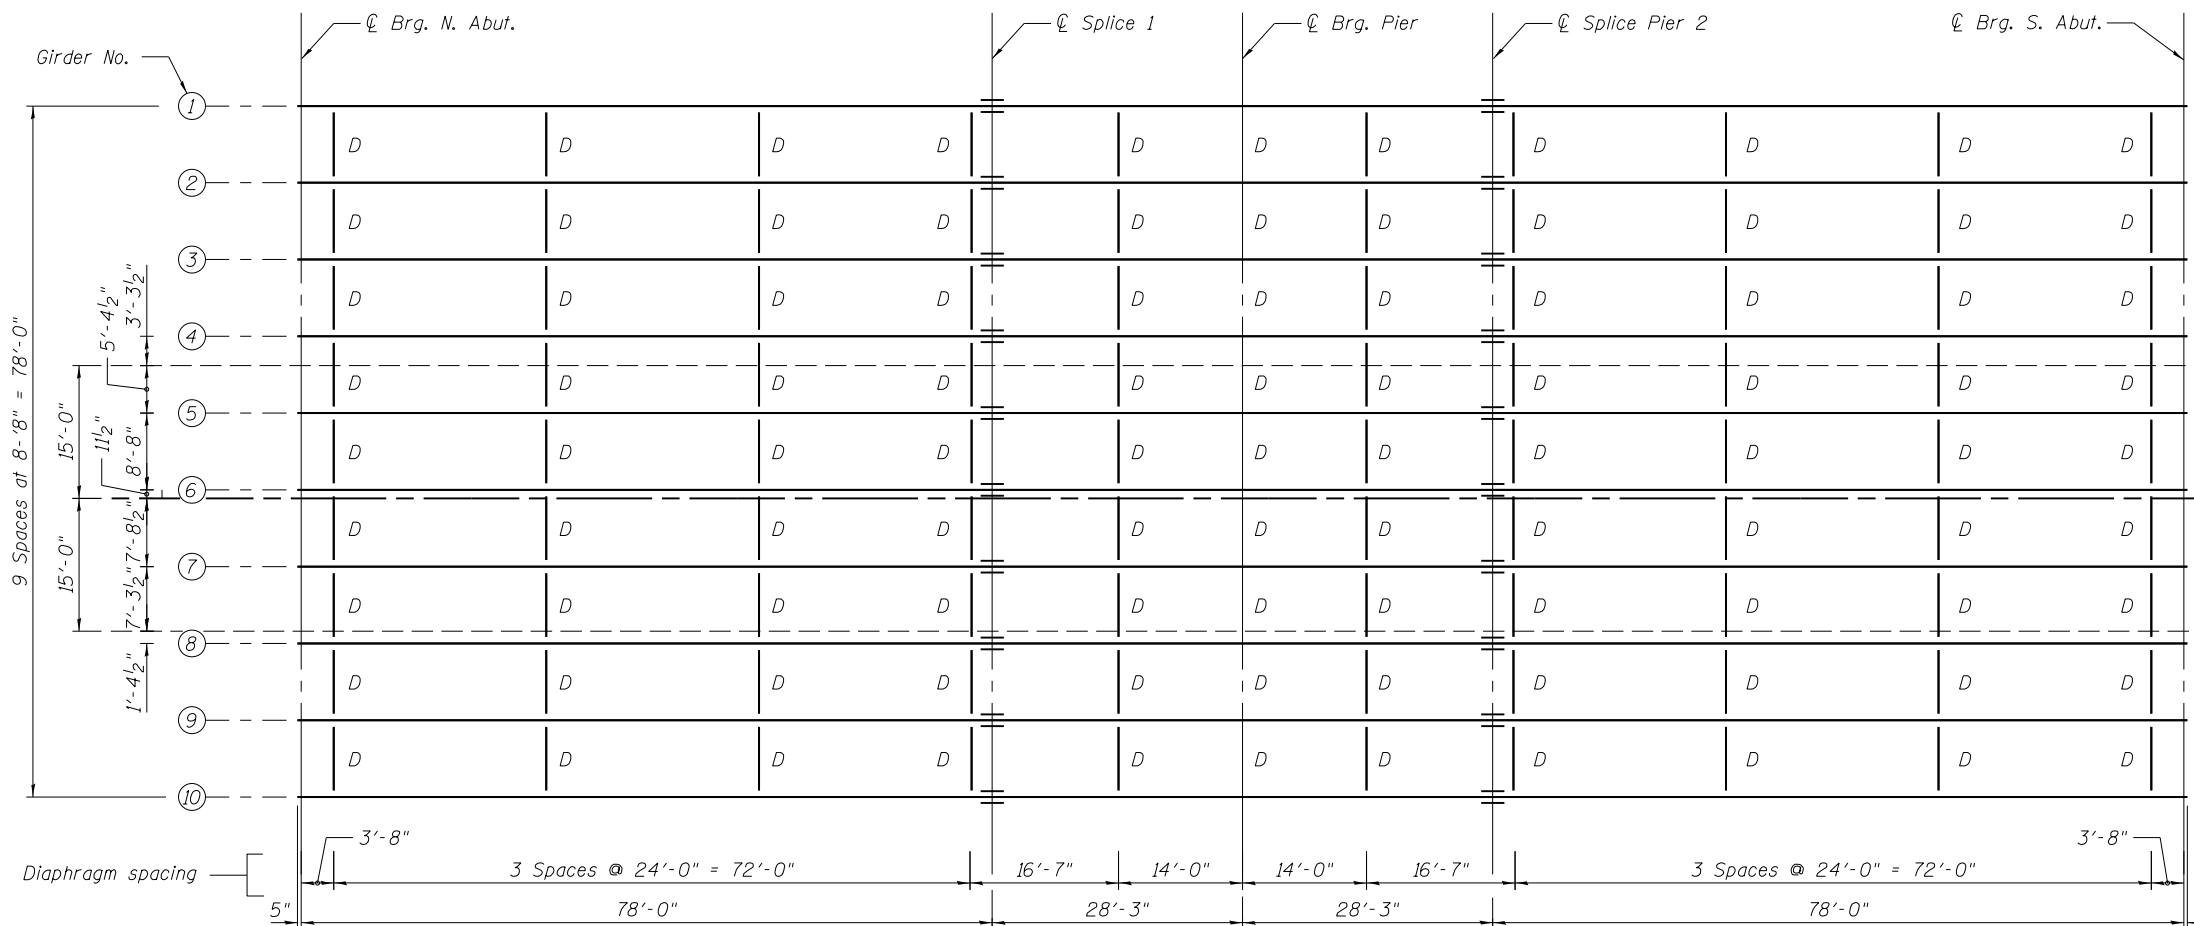 ℄ Brg. N. Abut.
℄ Splice 1
℄ Brg. Pier
℄ Splice Pier 2
℄ Brg. S. Abut.
Girder No.
1
D D D D D D D D D D D
2
D D D D D D D D D D D
3
D D D D D D D D D D D
4
D D D D D D D D D D D
5
D D D D D D D D D D D
6
D D D D D D D D D D D
7
D D D D D D D D D D D
8
D D D D D D D D D D D
9
D D D D D D D D D D D
10
9 Spaces at 8-'8" = 78'-0"
15'-0"
15'-0"
5'-4½"
11½"
3'-3½"
8'-8"
7'-8½"
7'-3½"
1'-4½"
3'-8"
3'-8"
Diaphragm spacing
3 Spaces @ 24'-0" = 72'-0"
16'-7"
14'-0"
14'-0"
16'-7"
3 Spaces @ 24'-0" = 72'-0"
5"
78'-0"
28'-3"
28'-3"
78'-0"